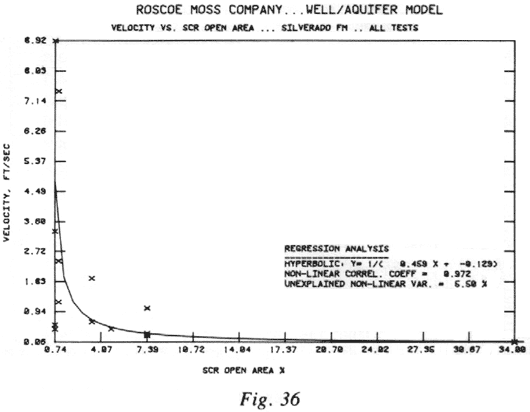 ROSCOE MOSS COMPANY...WELL/AQUIFER MODEL
VELOCITY VS. SCR OPEN AREA ... SILVERADO FM .. ALL TESTS
8.92
8.03
7.14
6.26
5.37
4.49
3.60
2.72
1.83
0.94
0.06
VELOCITY, FT/SEC
REGRESSION ANALYSIS
HYPERBOLIC: Y= 1/( 0.459 X + -0.129)
NON-LINEAR CORREL. COEFF = 0.972
UNEXPLAINED NON-LINEAR VAR. = 5.50 %
0.74 4.07 7.39 10.72 14.04 17.37 20.70 24.02 27.35 30.67 34.00
SCR OPEN AREA %
Fig. 36